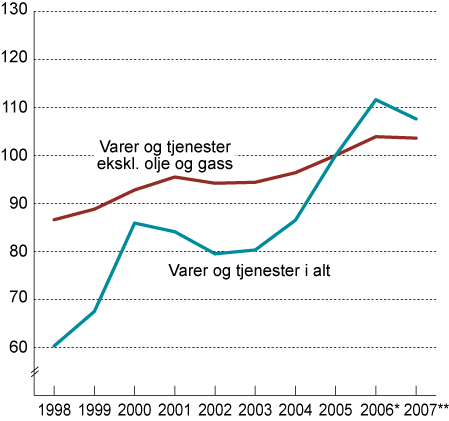 130
120
110
100
90
80
70
60
Varer og tjenester
ekskl. olje og gass
Varer og tjenester i alt
1998 1999 2000 2001 2002 2003 2004 2005 2006* 2007**